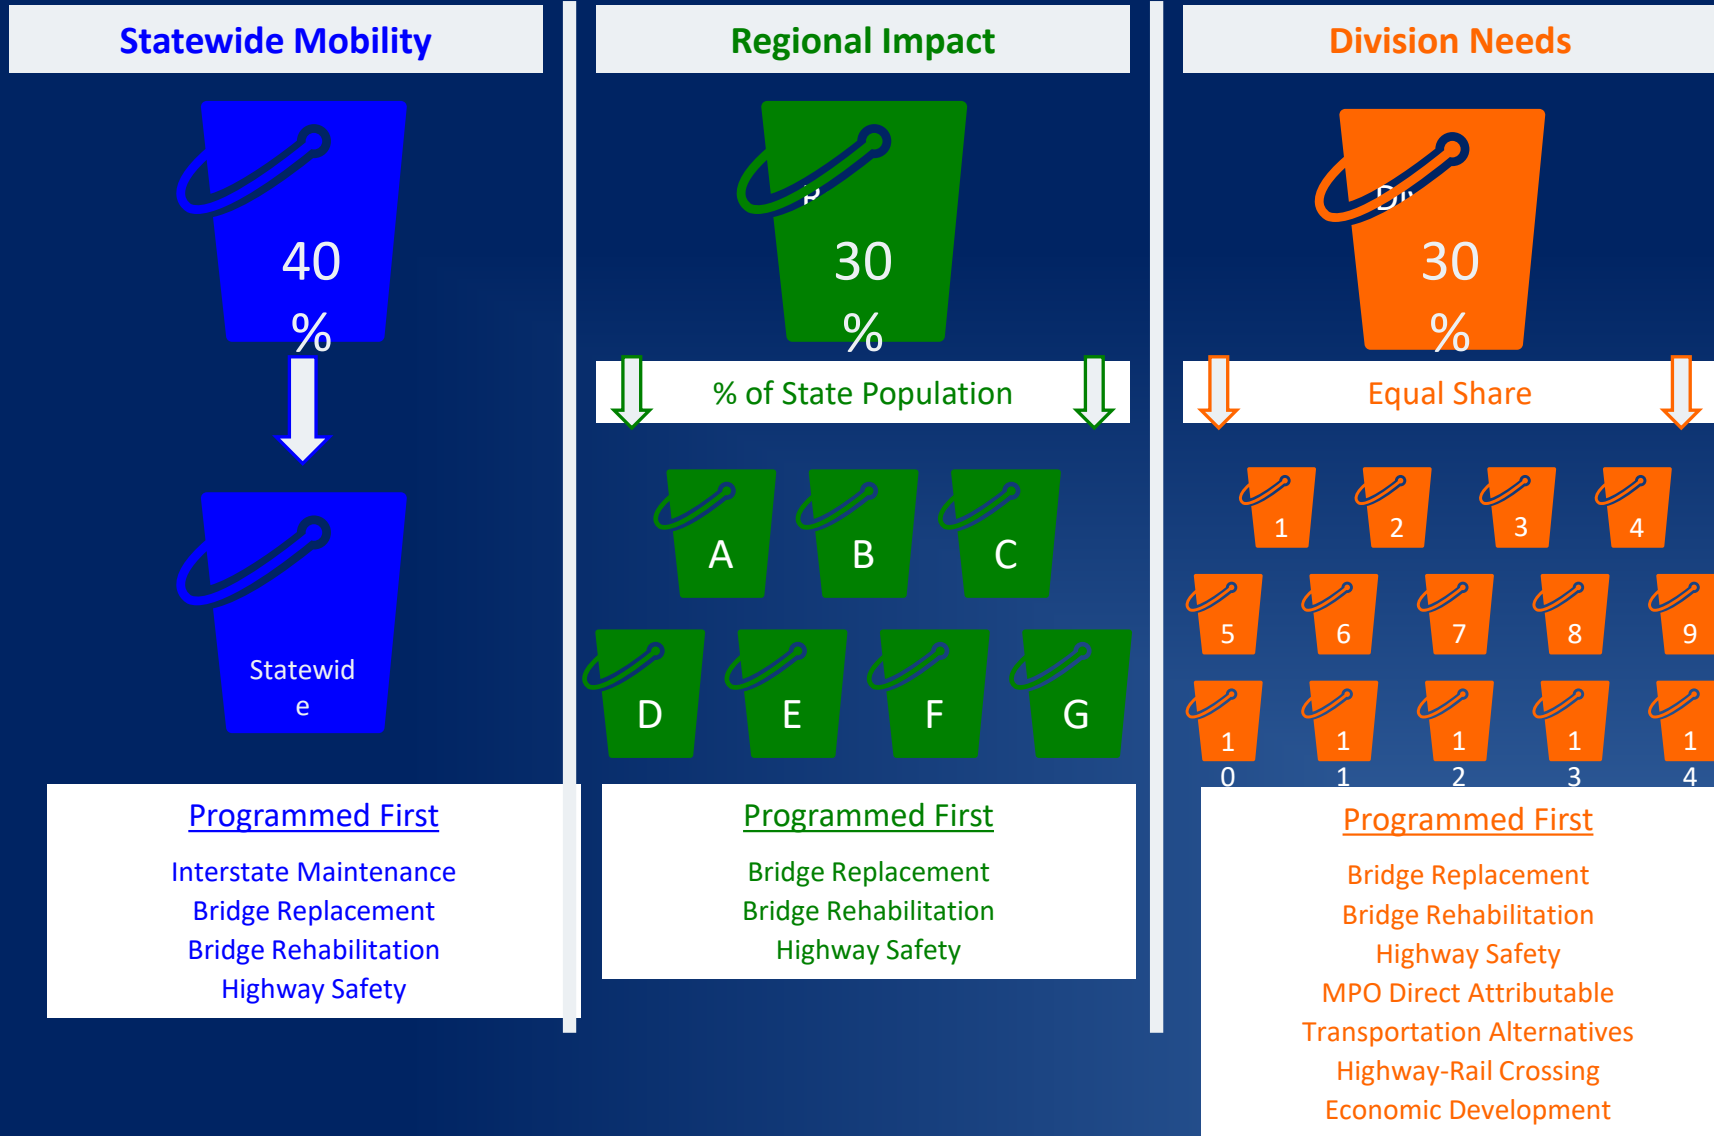 Statewide Mobility
40
%
Statewid
e
Programmed First
Interstate Maintenance
Bridge Replacement
Bridge Rehabilitation
Highway Safety
Regional Impact
30
%
% of State Population
A
B
C
D
E
F
G
Programmed First
Bridge Replacement
Bridge Rehabilitation
Highway Safety
Division Needs
30
%
Equal Share
1
2
3
4
5
6
7
8
9
1
0
1
1
1
2
1
3
1
4
Programmed First
Bridge Replacement
Bridge Rehabilitation
Highway Safety
MPO Direct Attributable
Transportation Alternatives
Highway-Rail Crossing
Economic Development